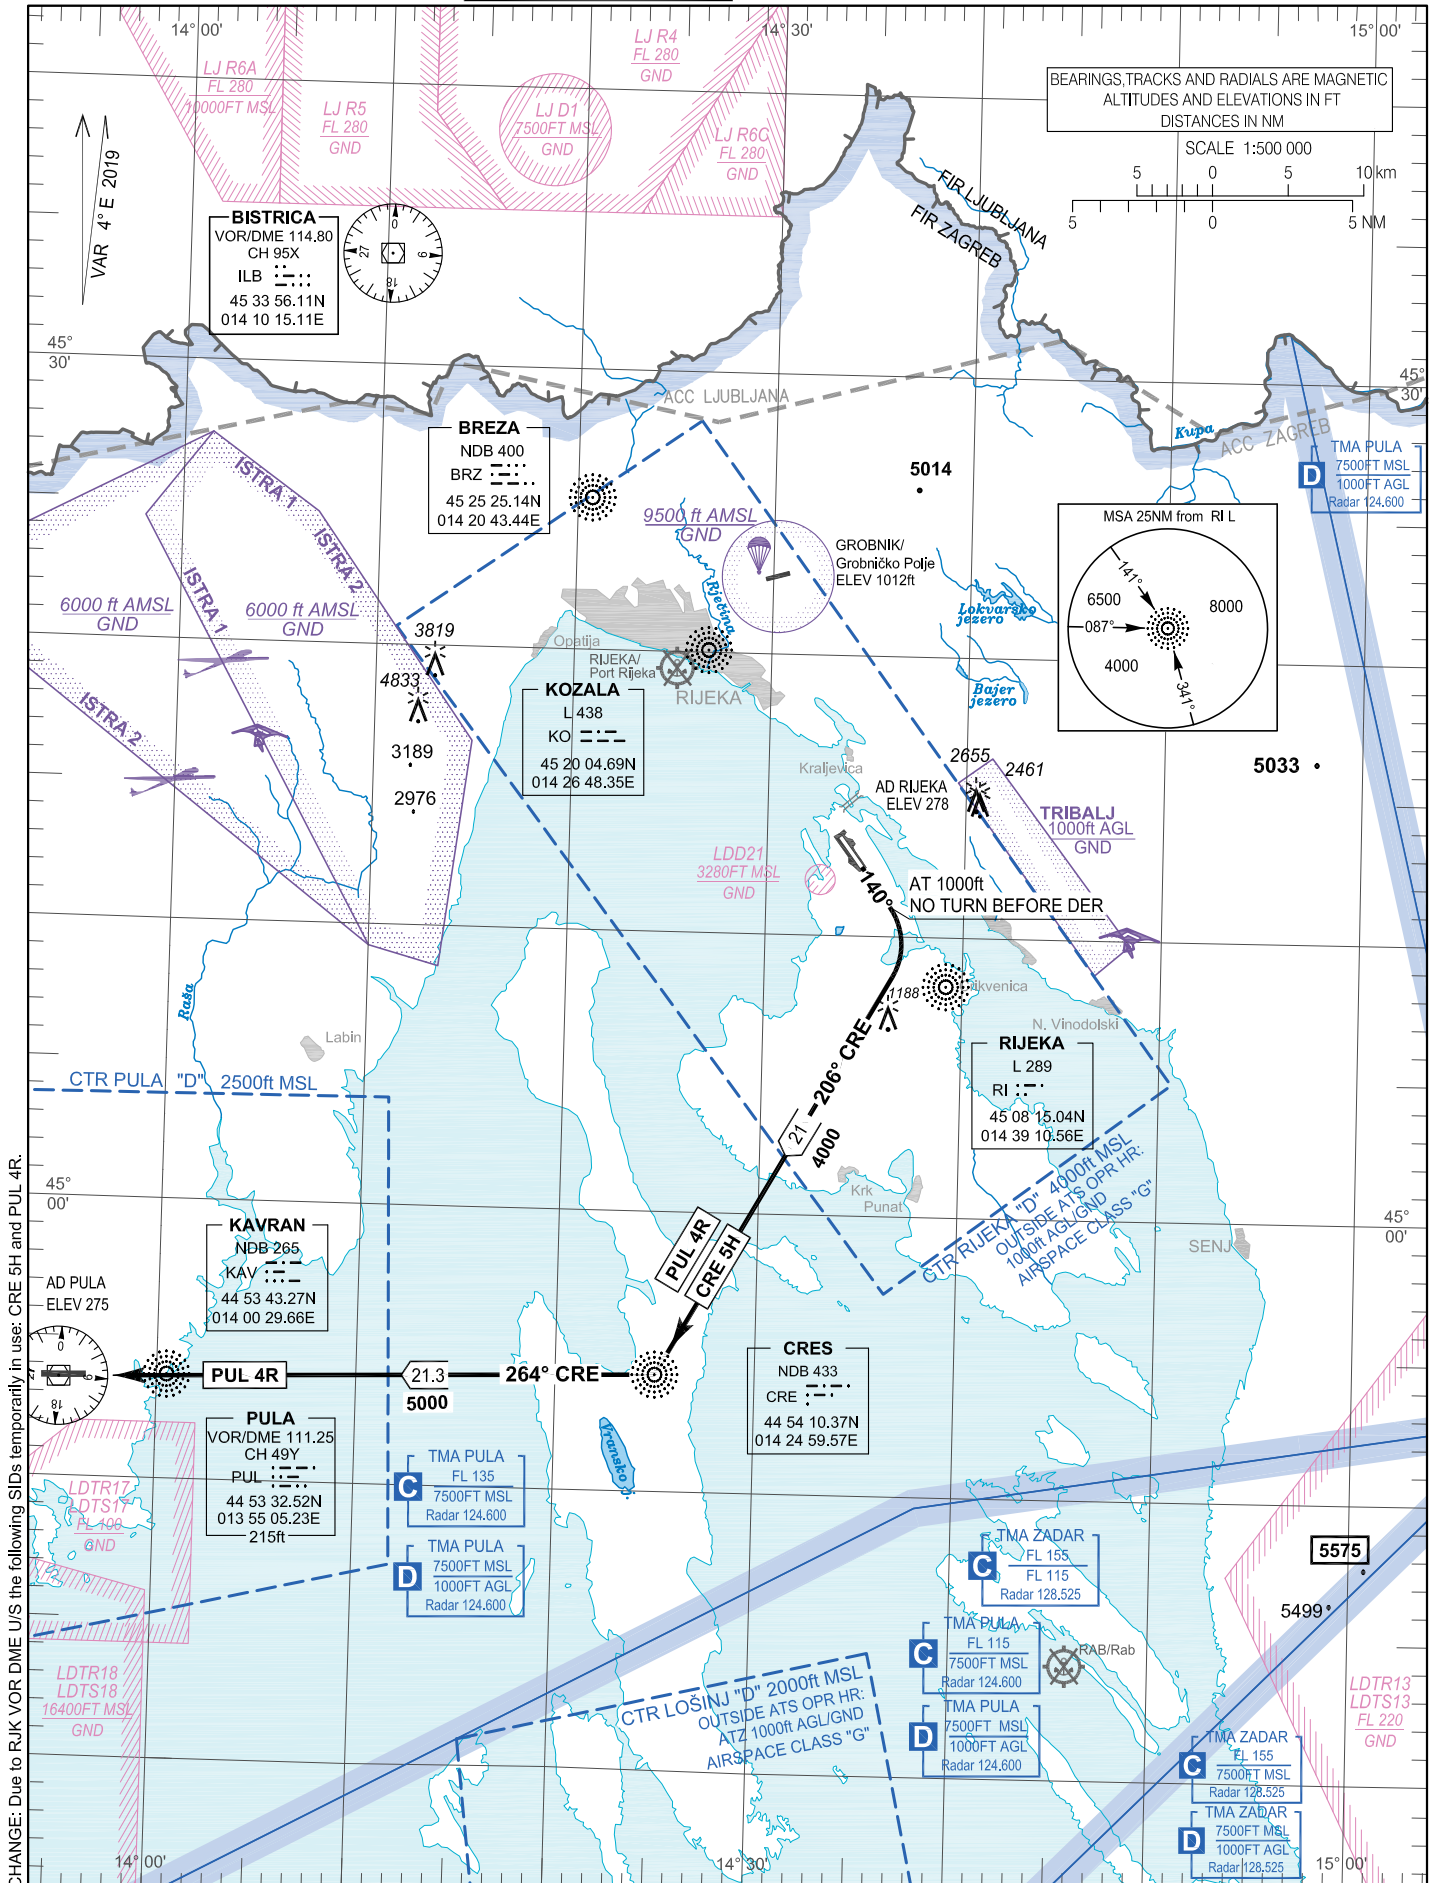 14° 00'
14° 30'
15° 00'
LJ R6A
FL 280
10000FT MSL
LJ R5
FL 280
GND
LJ R4
FL 280
GND
LJ D1
7500FT MSL
GND
LJ R6C
FL 280
GND
BEARINGS,TRACKS AND RADIALS ARE MAGNETIC
ALTITUDES AND ELEVATIONS IN FT
DISTANCES IN NM
SCALE 1:500 000
5 0 5 10 km
5 0 5 NM
VAR 4° E 2019
FIR LJUBLJANA
FIR ZAGREB
BISTRICA
VOR/DME 114.80
CH 95X
ILB
45 33 56.11N
014 10 15.11E
0
9
18
27
45°
30'
45°
30'
ACC LJUBLJANA
ACC ZAGREB
Kupa
BREZA
NDB 400
BRZ
45 25 25.14N
014 20 43.44E
TMA PULA
D
7500FT MSL
1000FT AGL
Radar 124.600
5014
9500 ft AMSL
GND
GROBNIK/
Grobničko Polje
ELEV 1012ft
MSA 25NM from RI L
141°
6500
8000
087°
4000
341°
ISTRA 1
ISTRA 2
ISTRA 1
ISTRA 2
6000 ft AMSL
GND
6000 ft AMSL
GND
3819
4833
3189
2976
Rječina
Opatija
RIJEKA/
Port Rijeka
RIJEKA
KOZALA
L 438
KO
45 20 04.69N
014 26 48.35E
Lokvarsko
jezero
Bajer
jezero
Kraljevica
AD RIJEKA
ELEV 278
2655
2461
5033
TRIBALJ
1000ft AGL
GND
LDD21
3280FT MSL
GND
140°
AT 1000ft
NO TURN BEFORE DER
1188
Crikvenica
N. Vinodolski
RIJEKA
L 289
RI
45 08 15.04N
014 39 10.56E
Raša
Labin
CTR PULA "D" 2500ft MSL
206° CRE
21
4000
Krk
Punat
CTR RIJEKA "D" 4000ft MSL
OUTSIDE ATS OPR HR:
1000ft AGL/GND
AIRSPACE CLASS "G"
SENJ
45°
00'
45°
00'
PUL 4R
CRE 5H
KAVRAN
NDB 265
KAV
44 53 43.27N
014 00 29.66E
AD PULA
ELEV 275
0
9
18
27
PUL 4R
21.3
5000
264° CRE
CRES
NDB 433
CRE
44 54 10.37N
014 24 59.57E
PULA
VOR/DME 111.25
CH 49Y
PUL
44 53 32.52N
013 55 05.23E
215ft
Vransko j.
LDTR17
LDTS17
FL 100
GND
TMA PULA
C
FL 135
7500FT MSL
Radar 124.600
TMA PULA
D
7500FT MSL
1000FT AGL
Radar 124.600
TMA ZADAR
C
FL 155
FL 115
Radar 128.525
5575
5499
TMA PULA
C
FL 115
7500FT MSL
Radar 124.600
RAB/Rab
LDTR18
LDTS18
16400FT MSL
GND
CTR LOŠINJ "D" 2000ft MSL
OUTSIDE ATS OPR HR:
ATZ 1000ft AGL/GND
AIRSPACE CLASS "G"
TMA PULA
D
7500FT MSL
1000FT AGL
Radar 124.600
LDTR13
LDTS13
FL 220
GND
TMA ZADAR
C
FL 155
7500FT MSL
Radar 128.525
TMA ZADAR
D
7500FT MSL
1000FT AGL
Radar 128.525
14° 00'
14° 30'
15° 00'
CHANGE: Due to RJK VOR DME U/S the following SIDs temporarily in use: CRE 5H and PUL 4R.